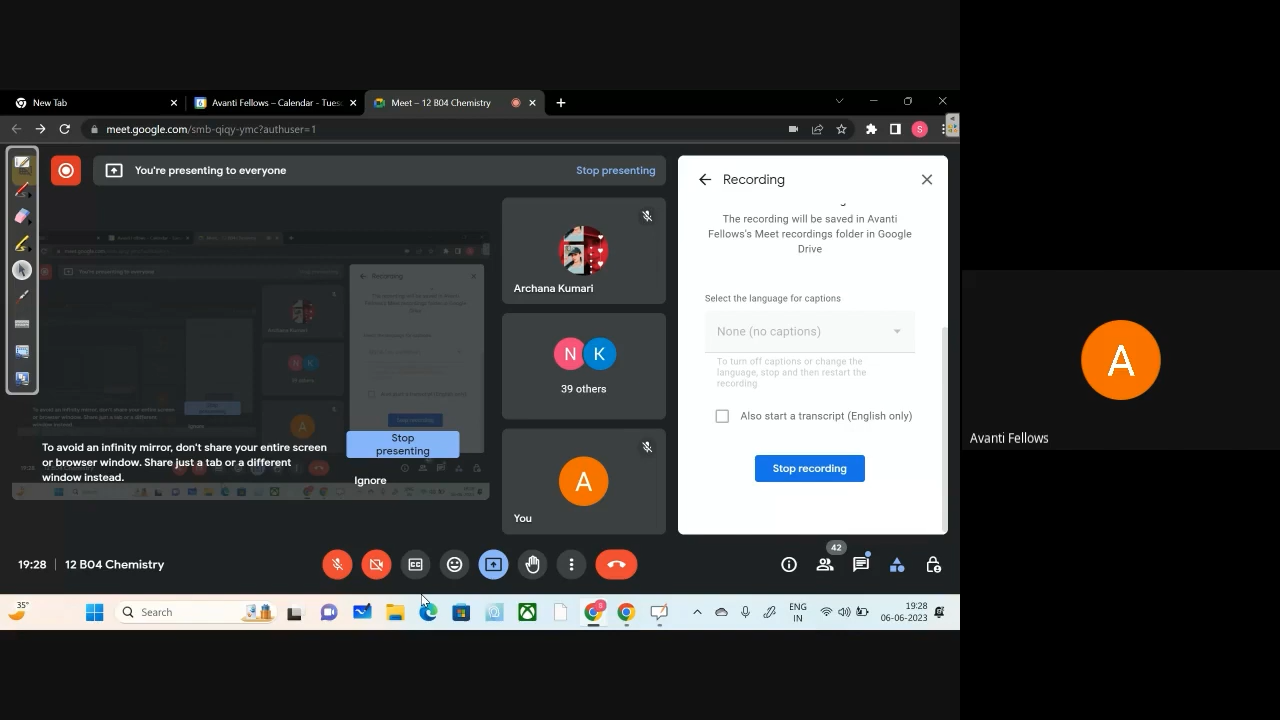 New Tab
Avanti Fellows – Calendar - Tues
Meet – 12 B04 Chemistry
meet.google.com/smb-qiqy-ymc?authuser=1
S
You're presenting to everyone
Stop presenting
Recording
The recording will be saved in Avanti
Fellows's Meet recordings folder in Google
Drive
Select the language for captions
None (no captions)
To turn off captions or change the
language, stop and then restart the
recording
Also start a transcript (English only)
Stop recording
Archana Kumari
N K
39 others
A
You
You're presenting to everyone
Recording
To avoid an infinity mirror, don't share your entire screen
or browser window. Share just a tab or a different
window instead.
Stop
presenting
Ignore
19:28 12 B04 Chemistry
42
35°
Search
ENG
IN
19:28
06-06-2023
A
Avanti Fellows